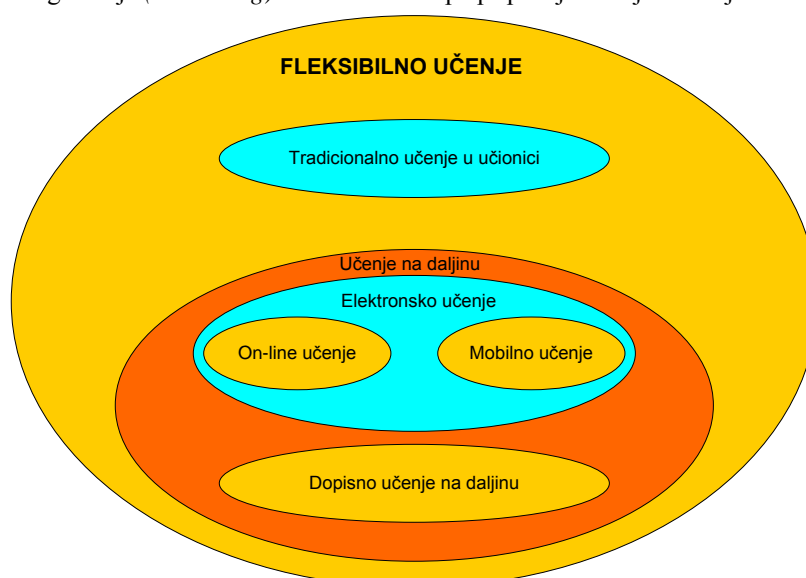 FLEKSIBILNO UČENJE
Tradicionalno učenje u učionici
Učenje na daljinu
Elektronsko učenje
On-line učenje
Mobilno učenje
Dopisno učenje na daljinu